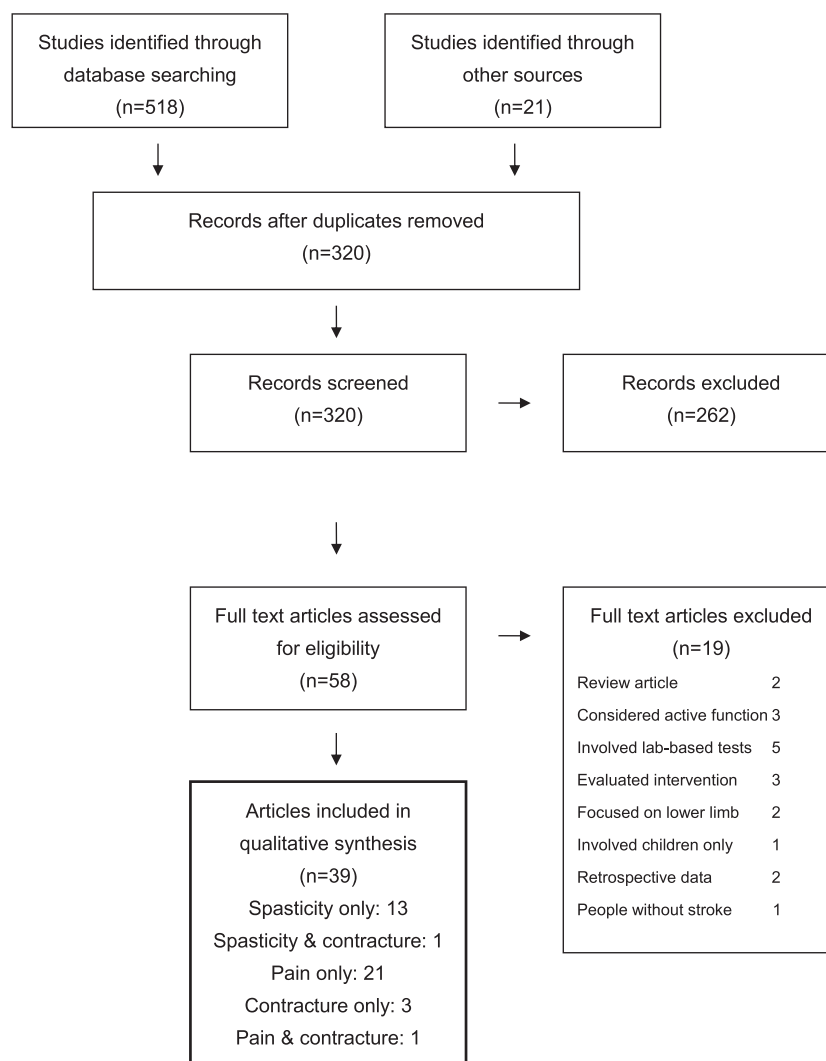 Studies identified through
database searching
(n=518)
Studies identified through
other sources
(n=21)
Records after duplicates removed
(n=320)
Records screened
(n=320)
Records excluded
(n=262)
Full text articles assessed
for eligibility
(n=58)
Full text articles excluded
(n=19)
Review article 2
Considered active function 3
Involved lab-based tests 5
Evaluated intervention 3
Focused on lower limb 2
Involved children only 1
Retrospective data 2
People without stroke 1
Articles included in
qualitative synthesis
(n=39)
Spasticity only: 13
Spasticity & contracture: 1
Pain only: 21
Contracture only: 3
Pain & contracture: 1